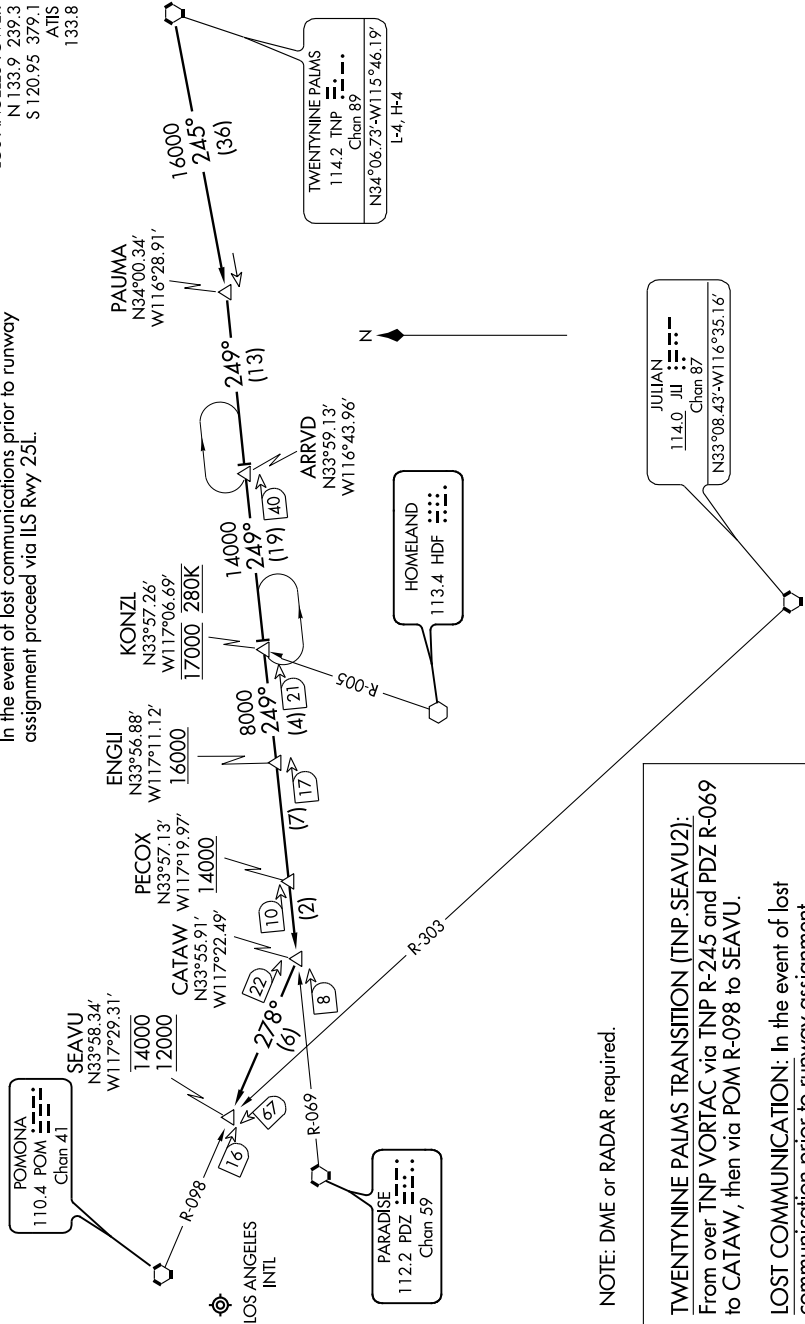 N 133.9 239.3
S 120.95 379.1
ATIS
133.8
In the event of lost communications prior to runway
assignment proceed via ILS Rwy 25L.
POMONA
110.4 POM
Chan 41
SEAVU
N33°58.34'
W117°29.31'
14000
12000
CATAW
N33°55.91'
W117°22.49'
PECOX
N33°57.13'
W117°19.97'
14000
ENGLI
N33°56.88'
W117°11.12'
16000
KONZL
N33°57.26'
W117°06.69'
17000 280K
ARRVD
N33°59.13'
W116°43.96'
PAUMA
N34°00.34'
W116°28.91'
16000
245°
(36)
249°
(13)
14000
249°
(19)
40
8000
249°
(4)
21
17
(7)
10
(2)
22
8
278°
(6)
67
16
R-098
R-069
R-005
R-303
LOS ANGELES
INTL
PARADISE
112.2 PDZ
Chan 59
HOMELAND
113.4 HDF
TWENTYNINE PALMS
114.2 TNP
Chan 89
N34°06.73'-W115°46.19'
L-4, H-4
N
JULIAN
114.0 JLI
Chan 87
N33°08.43'-W116°35.16'
NOTE: DME or RADAR required.
TWENTYNINE PALMS TRANSITION (TNP.SEAVU2):
From over TNP VORTAC via TNP R-245 and PDZ R-069
to CATAW, then via POM R-098 to SEAVU.
LOST COMMUNICATION: In the event of lost
communication prior to runway assignment